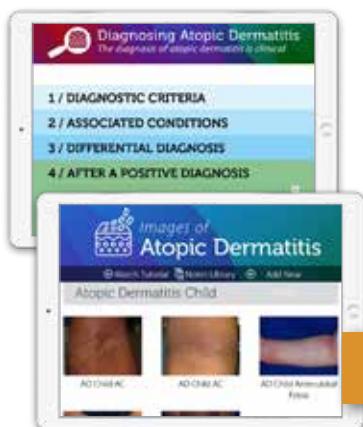 Diagnosing Atopic Dermatitis
The diagnosis of atopic dermatitis is clinical
1 / DIAGNOSTIC CRITERIA
2 / ASSOCIATED CONDITIONS
3 / DIFFERENTIAL DIAGNOSIS
4 / AFTER A POSITIVE DIAGNOSIS
Images of
Atopic Dermatitis
Watch Tutorial Notes Library Add New
Atopic Dermatitis Child
AD Child AC
AD Child AC
AD Child Antecubital
Fossa